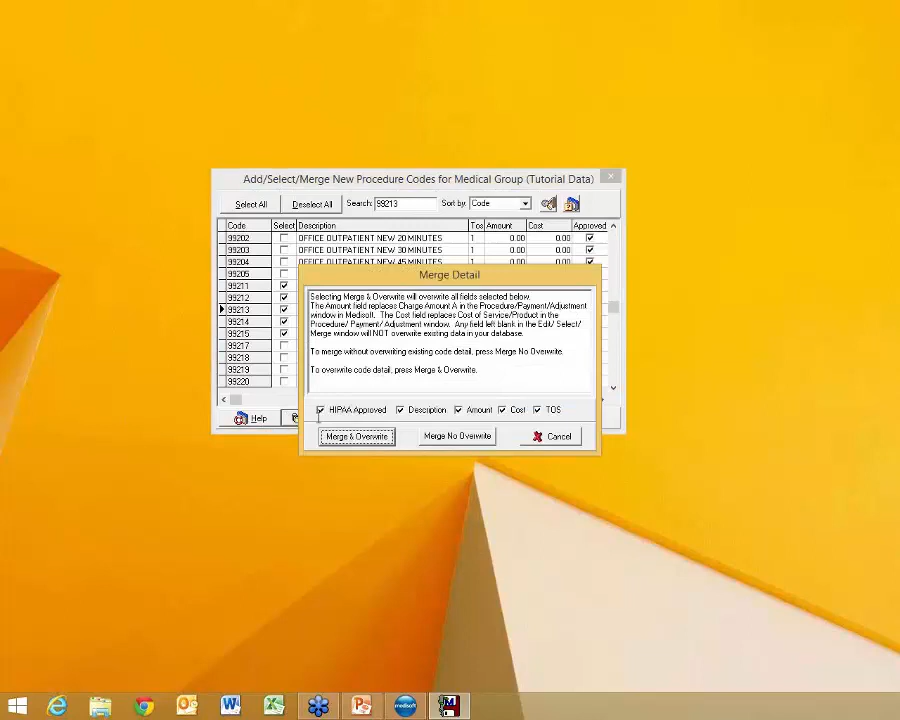 Add/Select/Merge New Procedure Codes for Medical Group (Tutorial Data)
Select All Deselect All Search: 99213 Sort by: Code
Code Select Description Tos Amount Cost Approved
99202 OFFICE OUTPATIENT NEW 20 MINUTES 1 0.00 0.00
99203 OFFICE OUTPATIENT NEW 30 MINUTES 1 0.00 0.00
99204 OFFICE OUTPATIENT NEW 45 MINUTES 1 0.00 0.00
99205
99211
99212
99213
99214
99215
99217
99218
99219
99220
Help
Merge Detail
Selecting Merge & Overwrite will overwrite all fields selected below.
The Amount field replaces Charge Amount A in the Procedure/Payment/Adjustment
window in Medisoft. The Cost field replaces Cost of Service/Product in the
Procedure/ Payment/ Adjustment window. Any field left blank in the Edit/ Select/
Merge window will NOT overwrite existing data in your database.
To merge without overwriting existing code detail, press Merge No Overwrite.
To overwrite code detail, press Merge & Overwrite.
HIPAA Approved Description Amount Cost TOS
Merge & Overwrite Merge No Overwrite Cancel
medisoft